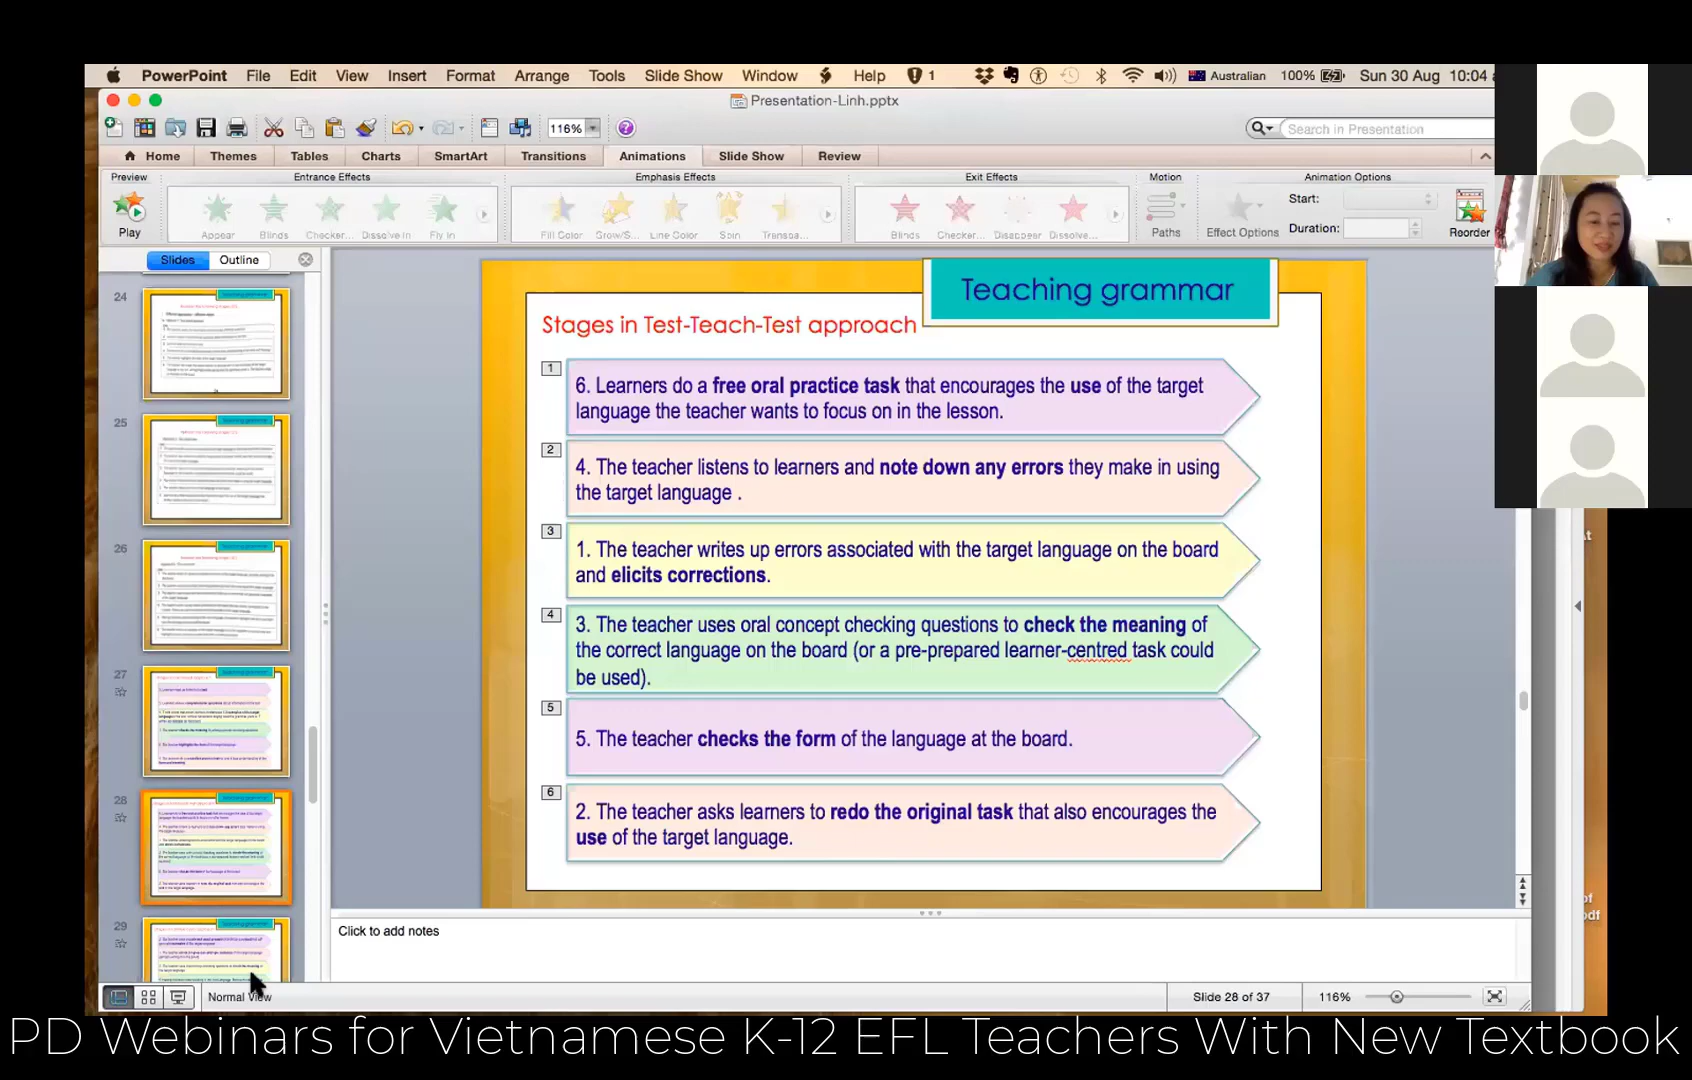 PowerPoint File Edit View Insert Format Arrange Tools Slide Show Window Help 1 Australian 100% Sun 30 Aug 10:04
Presentation-Linh.pptx
116% Search in Presentation
Home Themes Tables Charts SmartArt Transitions Animations Slide Show Review
Preview Entrance Effects Emphasis Effects Exit Effects Motion Animation Options
Start:
Play Appear Blinds Checker... Dissolve In Fly In Fill Color Grow/S... Line Color Spin Transpa... Blinds Checker... Disappear Dissolve... Paths Effect Options Duration: Reorder
Slides Outline
24
25
26
27
28
29
Teaching grammar
Stages in Test-Teach-Test approach
1
6. Learners do a free oral practice task that encourages the use of the target
language the teacher wants to focus on in the lesson.
2
4. The teacher listens to learners and note down any errors they make in using
the target language .
3
1. The teacher writes up errors associated with the target language on the board
and elicits corrections.
4
3. The teacher uses oral concept checking questions to check the meaning of
the correct language on the board (or a pre-prepared learner-centred task could
be used).
5
5. The teacher checks the form of the language at the board.
6
2. The teacher asks learners to redo the original task that also encourages the
use of the target language.
Click to add notes
Normal View Slide 28 of 37 116%
PD Webinars for Vietnamese K-12 EFL Teachers With New Textbook